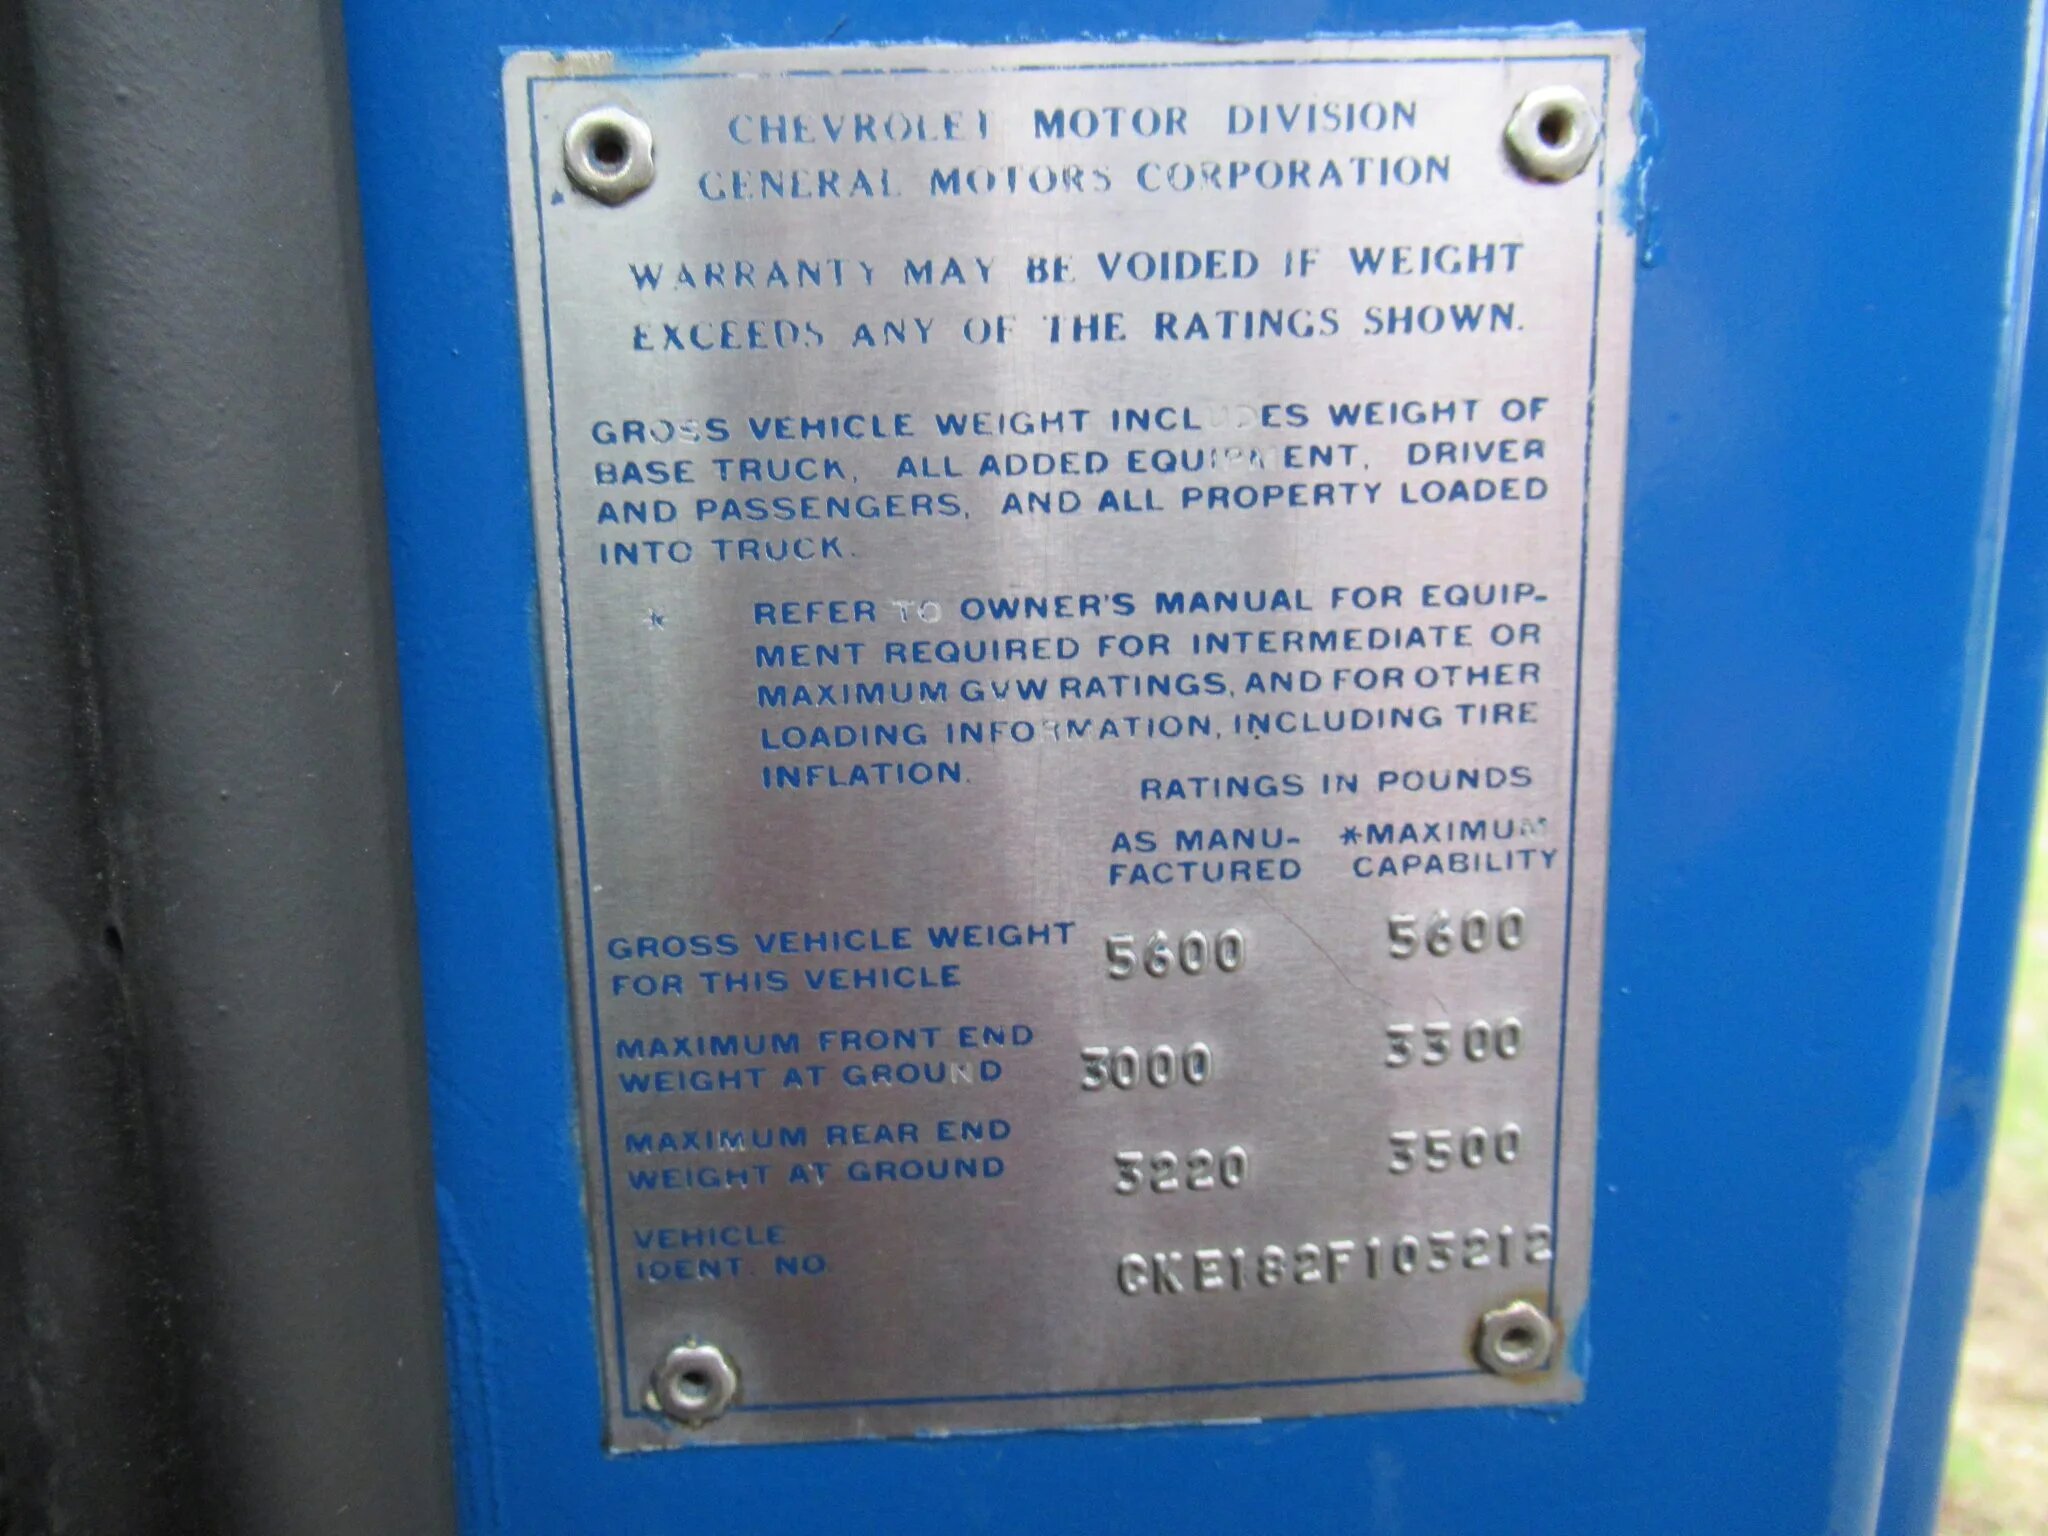 CHEVROLET MOTOR DIVISION
GENERAL MOTORS CORPORATION
WARRANTY MAY BE VOIDED IF WEIGHT
EXCEEDS ANY OF THE RATINGS SHOWN.
GROSS VEHICLE WEIGHT INCLUDES WEIGHT OF
BASE TRUCK, ALL ADDED EQUIPMENT, DRIVER
AND PASSENGERS, AND ALL PROPERTY LOADED
INTO TRUCK.
* REFER TO OWNER'S MANUAL FOR EQUIP-
MENT REQUIRED FOR INTERMEDIATE OR
MAXIMUM GVW RATINGS, AND FOR OTHER
LOADING INFORMATION, INCLUDING TIRE
INFLATION.
RATINGS IN POUNDS
AS MANU- *MAXIMUM
FACTURED CAPABILITY
GROSS VEHICLE WEIGHT 5600 5600
FOR THIS VEHICLE
MAXIMUM FRONT END 3000 3300
WEIGHT AT GROUND
MAXIMUM REAR END 3220 3500
WEIGHT AT GROUND
VEHICLE
IDENT. NO. CKE182F103212